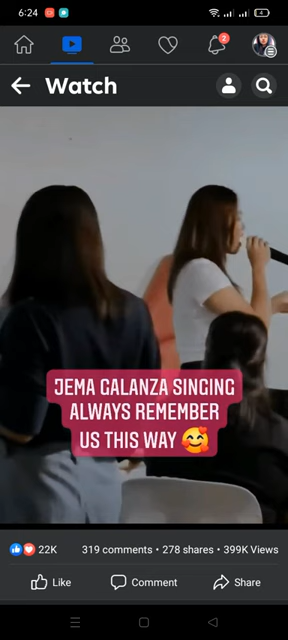 6:24
2
Watch
JEMA GALANZA SINGING
ALWAYS REMEMBER
US THIS WAY 🥰
22K 319 comments • 278 shares • 399K Views
Like Comment Share